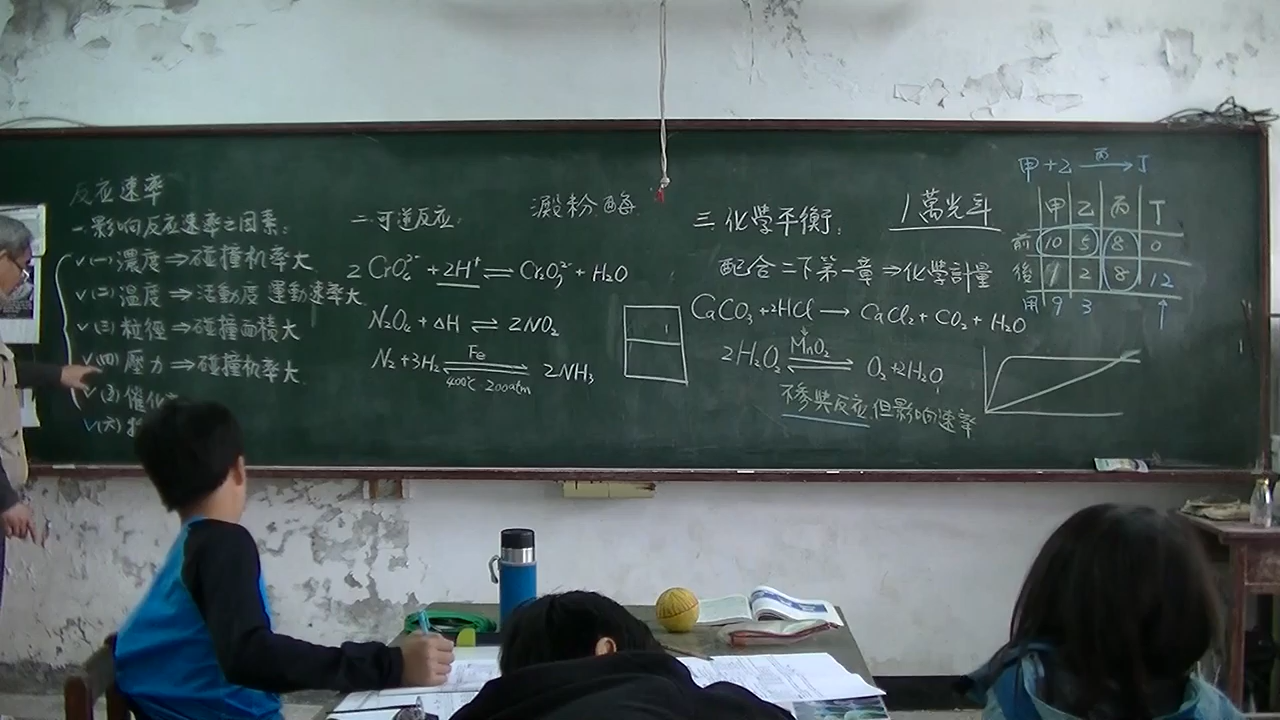 反应速率
一.影响反应速率之因素:
✓(一)濃度⇒碰撞机率大
✓(二)温度⇒活動度 運動速率大
✓(三)粒徑⇒碰撞面積大
✓(四)壓力⇒碰撞机率大
✓(五)催化
✓(六)
二.可逆反应:
澱粉酶
2CrO₄²⁻+2H⁺⇌Cr₂O₇²⁻+H₂O
N₂O₄+ΔH⇌2NO₂
N₂+3H₂⇌2NH₃
Fe
400℃ 200atm
三.化學平衡:
1萬光年
配合二下第一章⇒化學計量
CaCO₃+2HCl→CaCl₂+CO₂+H₂O
MnO₂
2H₂O₂⇌O₂+2H₂O
不參與反应,但影响速率
甲+乙 丙→丁
甲 乙 丙 丁
前 10 5 8 0
後 1 2 8 12
用 9 3 ↑